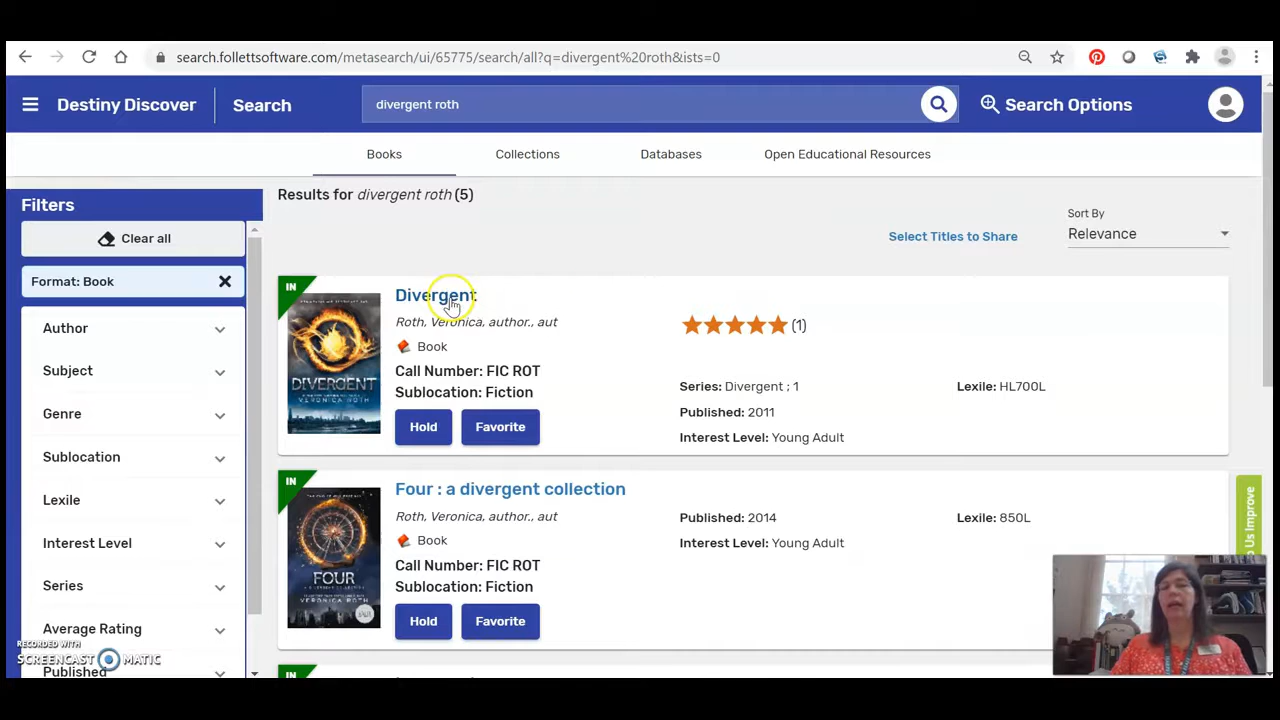 search.follettsoftware.com/metasearch/ui/65775/search/all?q=divergent%20roth&ists=0
Destiny Discover
Search
divergent roth
Search Options
Books
Collections
Databases
Open Educational Resources
Filters
Clear all
Format: Book
Author
Subject
Genre
Sublocation
Lexile
Interest Level
Series
Average Rating
Published
RECORDED WITH
SCREENCAST MATIC
Results for divergent roth (5)
Select Titles to Share
Sort By
Relevance
IN
DIVERGENT
VERONICA ROTH
Divergent
Roth, Veronica, author., aut
Book
Call Number: FIC ROT
Sublocation: Fiction
Hold
Favorite
(1)
Series: Divergent ; 1
Published: 2011
Interest Level: Young Adult
Lexile: HL700L
IN
FOUR
VERONICA ROTH
Four : a divergent collection
Roth, Veronica, author., aut
Book
Call Number: FIC ROT
Sublocation: Fiction
Hold
Favorite
Published: 2014
Interest Level: Young Adult
Lexile: 850L
Us Improve
IN